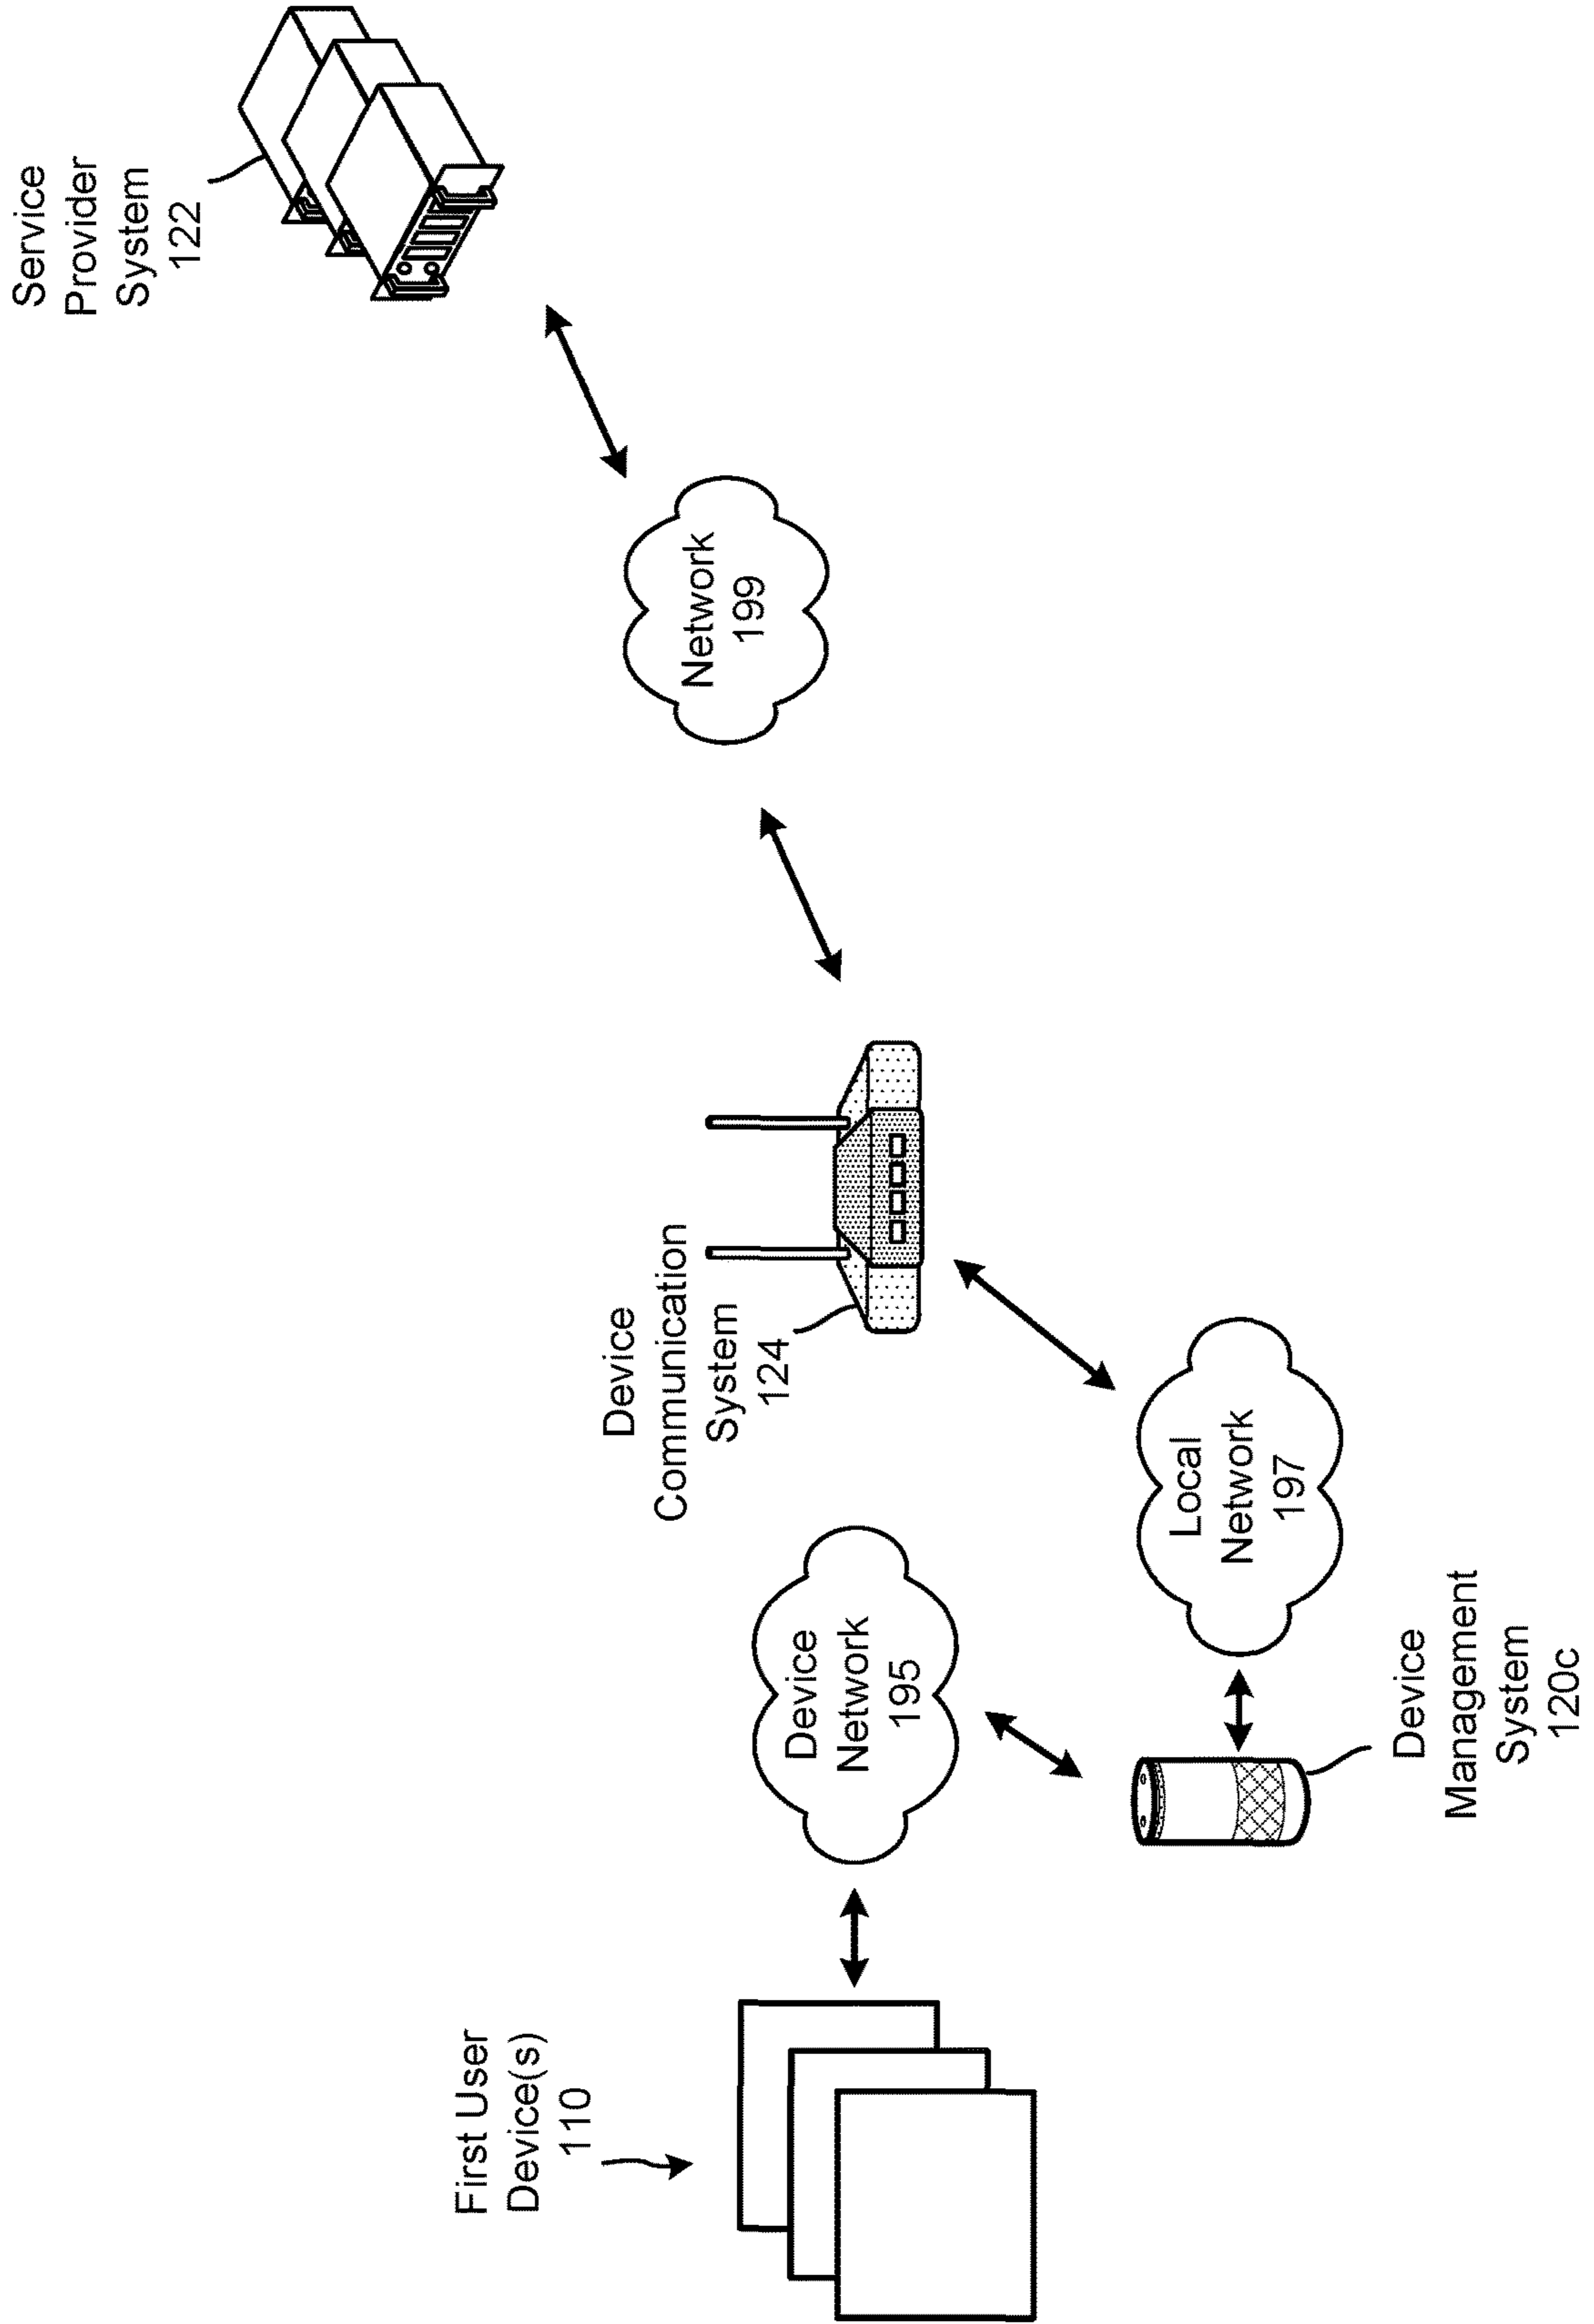 First User
Device(s)
110
Device
Network
195
Device
Management
System
120c
Local
Network
197
Device
Communication
System
124
Network
199
Service
Provider
System
122